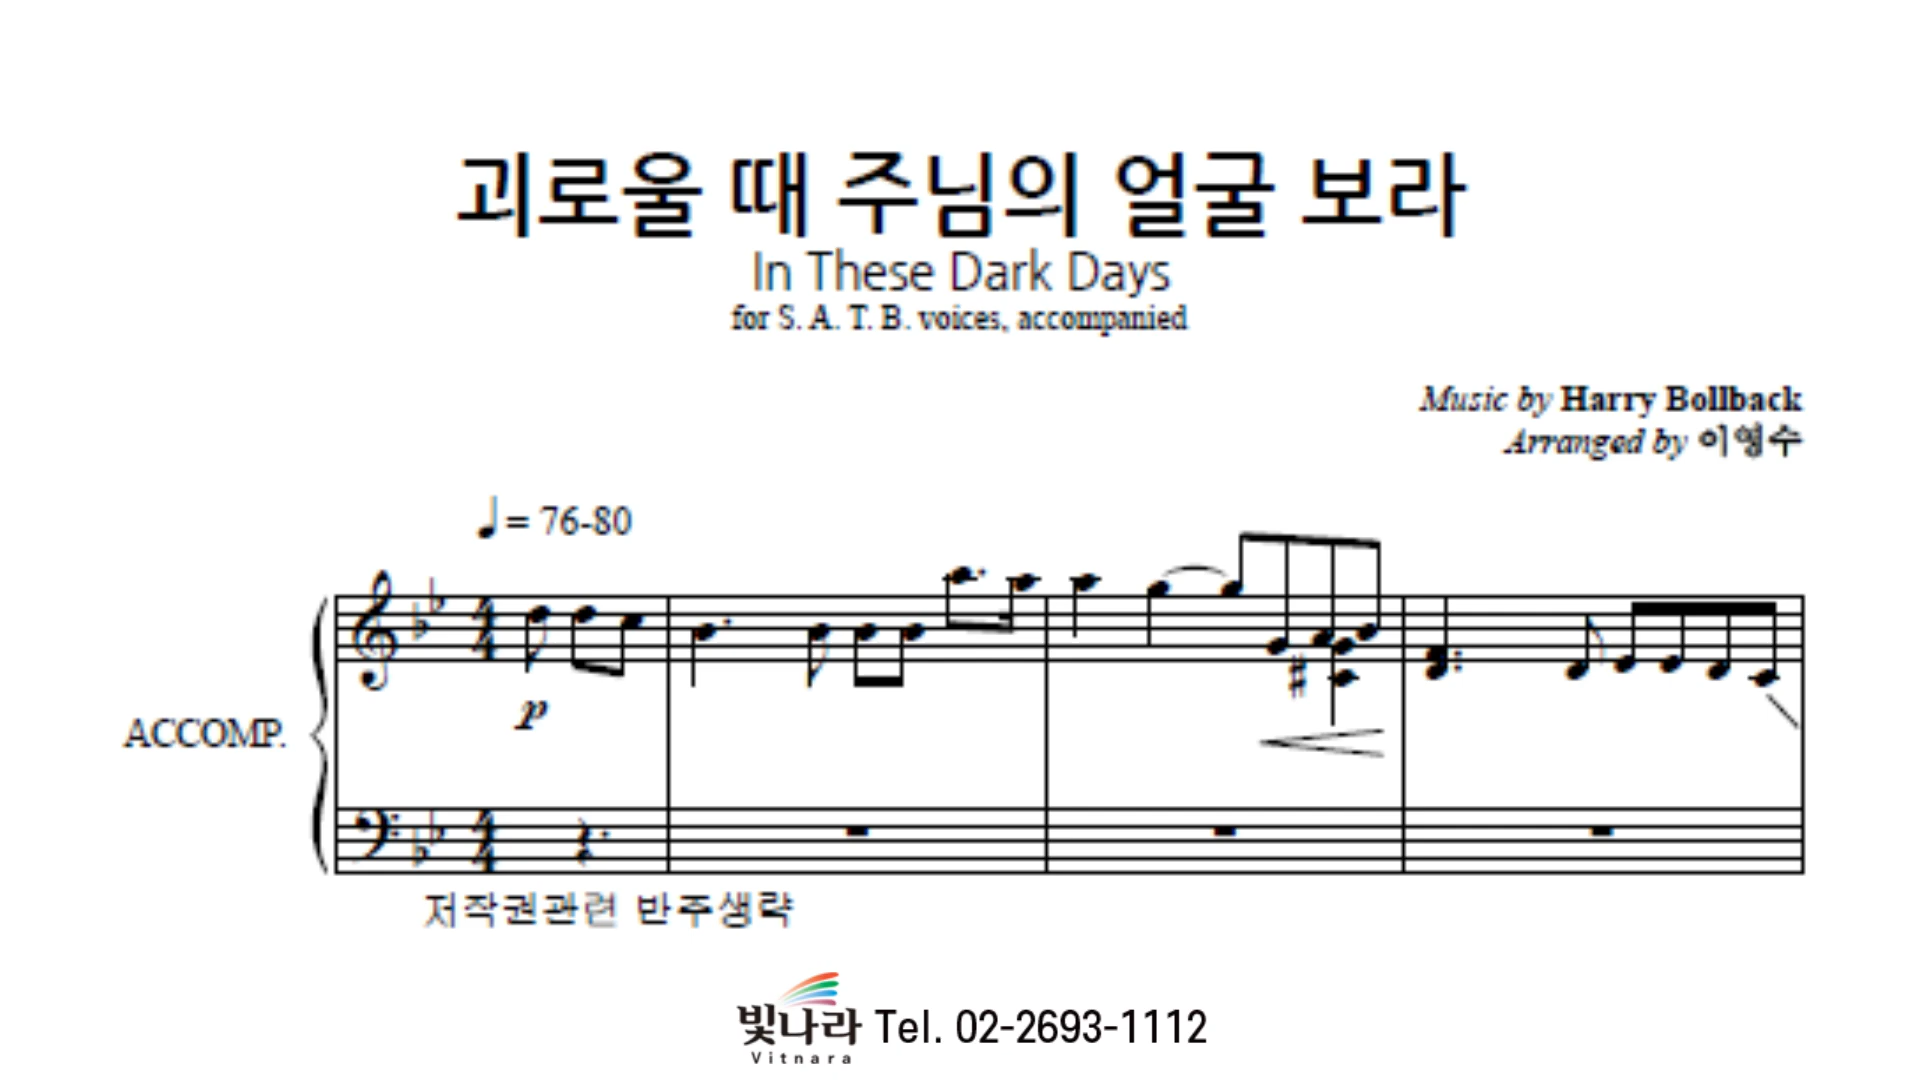 괴로울 때 주님의 얼굴 보라
In These Dark Days
for S. A. T. B. voices, accompanied
Music by Harry Bollback
Arranged by 이영수
= 76-80
p
ACCOMP.
저작권관련 반주생략
빛나라 Tel. 02-2693-1112
Vitnara